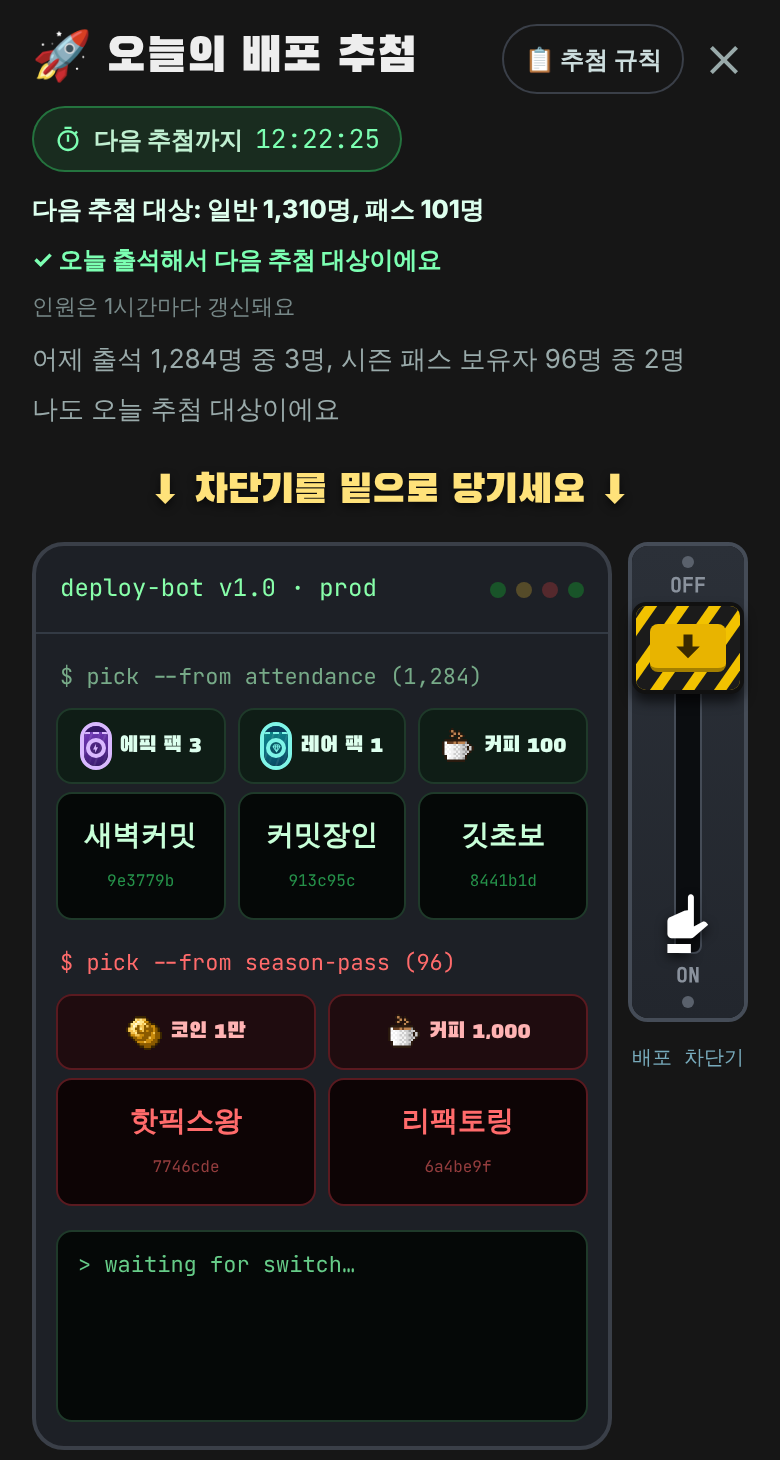 🚀 오늘의 배포 추첨
📋 추첨 규칙
다음 추첨까지 12:22:25
다음 추첨 대상: 일반 1,310명, 패스 101명
✓ 오늘 출석해서 다음 추첨 대상이에요
인원은 1시간마다 갱신돼요
어제 출석 1,284명 중 3명, 시즌 패스 보유자 96명 중 2명
나도 오늘 추첨 대상이에요
⬇ 차단기를 밑으로 당기세요 ⬇
deploy-bot v1.0 · prod
$ pick --from attendance (1,284)
에픽 팩 3
레어 팩 1
커피 100
새벽커밋
커밋장인
깃초보
9e3779b
913c95c
8441b1d
$ pick --from season-pass (96)
코인 1만
커피 1,000
핫픽스왕
리팩토링
7746cde
6a4be9f
> waiting for switch…
OFF
ON
배포 차단기